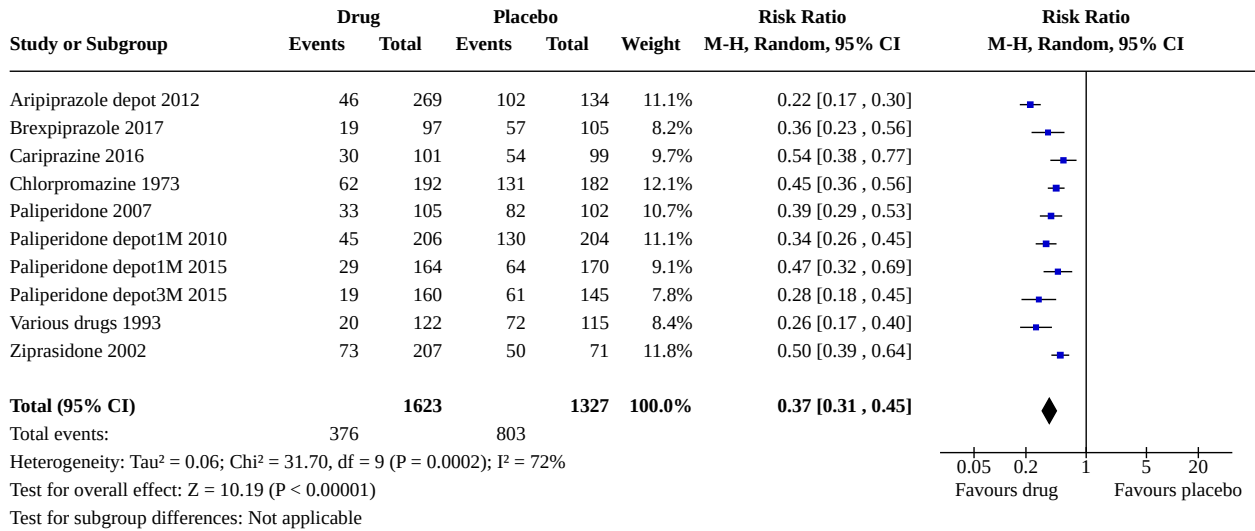 Drug Placebo Risk Ratio Risk Ratio
Study or Subgroup Events Total Events Total Weight M-H, Random, 95% CI M-H, Random, 95% CI
Aripiprazole depot 2012 46 269 102 134 11.1% 0.22 [0.17 , 0.30]
Brexpiprazole 2017 19 97 57 105 8.2% 0.36 [0.23 , 0.56]
Cariprazine 2016 30 101 54 99 9.7% 0.54 [0.38 , 0.77]
Chlorpromazine 1973 62 192 131 182 12.1% 0.45 [0.36 , 0.56]
Paliperidone 2007 33 105 82 102 10.7% 0.39 [0.29 , 0.53]
Paliperidone depot1M 2010 45 206 130 204 11.1% 0.34 [0.26 , 0.45]
Paliperidone depot1M 2015 29 164 64 170 9.1% 0.47 [0.32 , 0.69]
Paliperidone depot3M 2015 19 160 61 145 7.8% 0.28 [0.18 , 0.45]
Various drugs 1993 20 122 72 115 8.4% 0.26 [0.17 , 0.40]
Ziprasidone 2002 73 207 50 71 11.8% 0.50 [0.39 , 0.64]
Total (95% CI) 1623 1327 100.0% 0.37 [0.31 , 0.45]
Total events: 376 803
Heterogeneity: Tau² = 0.06; Chi² = 31.70, df = 9 (P = 0.0002); I² = 72%
0.05 0.2 1 5 20
Test for overall effect: Z = 10.19 (P < 0.00001)
Favours drug Favours placebo
Test for subgroup differences: Not applicable